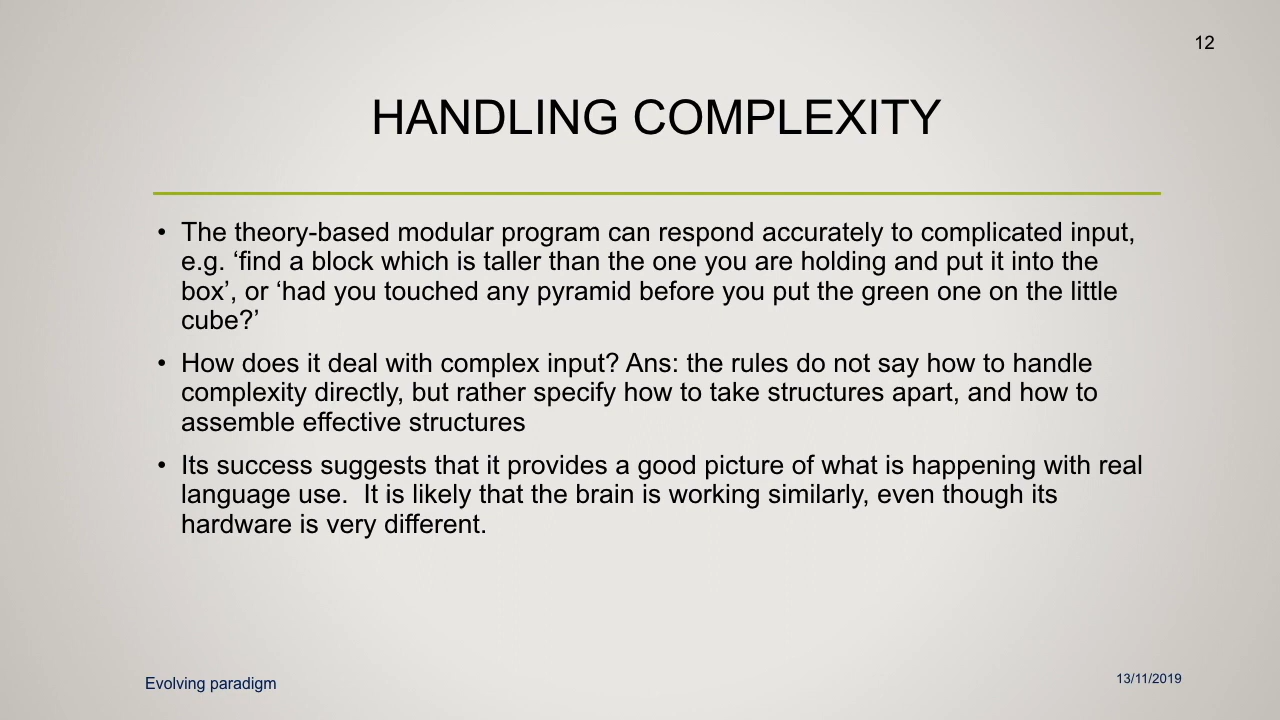 12
HANDLING COMPLEXITY
• The theory-based modular program can respond accurately to complicated input,
e.g. ‘find a block which is taller than the one you are holding and put it into the
box’, or ‘had you touched any pyramid before you put the green one on the little
cube?’
• How does it deal with complex input? Ans: the rules do not say how to handle
complexity directly, but rather specify how to take structures apart, and how to
assemble effective structures
• Its success suggests that it provides a good picture of what is happening with real
language use.  It is likely that the brain is working similarly, even though its
hardware is very different.
Evolving paradigm
13/11/2019